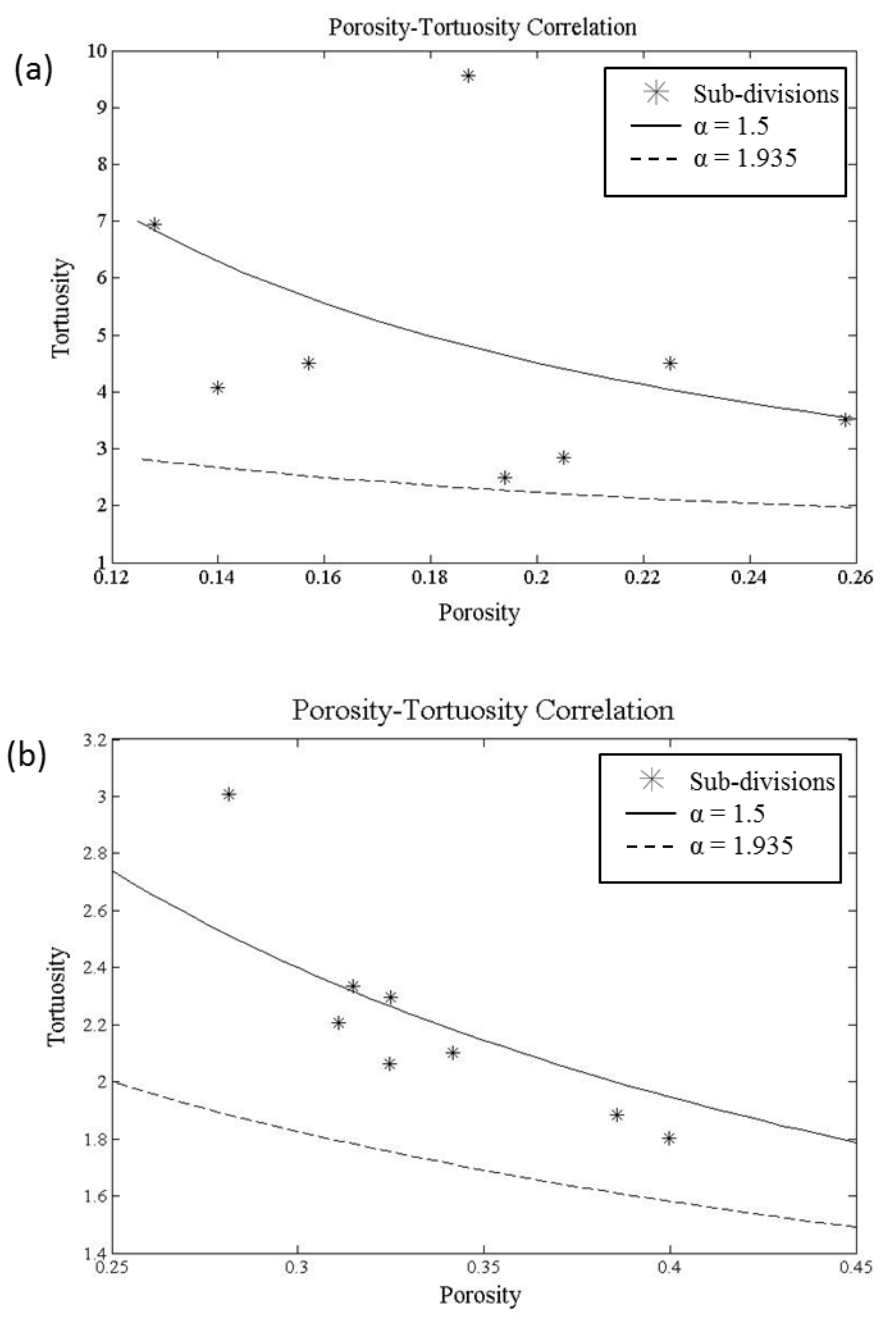 Porosity-Tortuosity Correlation
(a)
10
9
8
7
6
5
4
3
2
1
Tortuosity
Sub-divisions
α = 1.5
α = 1.935
0.12 0.14 0.16 0.18 0.2 0.22 0.24 0.26
Porosity
Porosity-Tortuosity Correlation
(b)
3.2
3
2.8
2.6
2.4
2.2
2
1.8
1.6
1.4
Tortuosity
Sub-divisions
α = 1.5
α = 1.935
0.25 0.3 0.35 0.4 0.45
Porosity